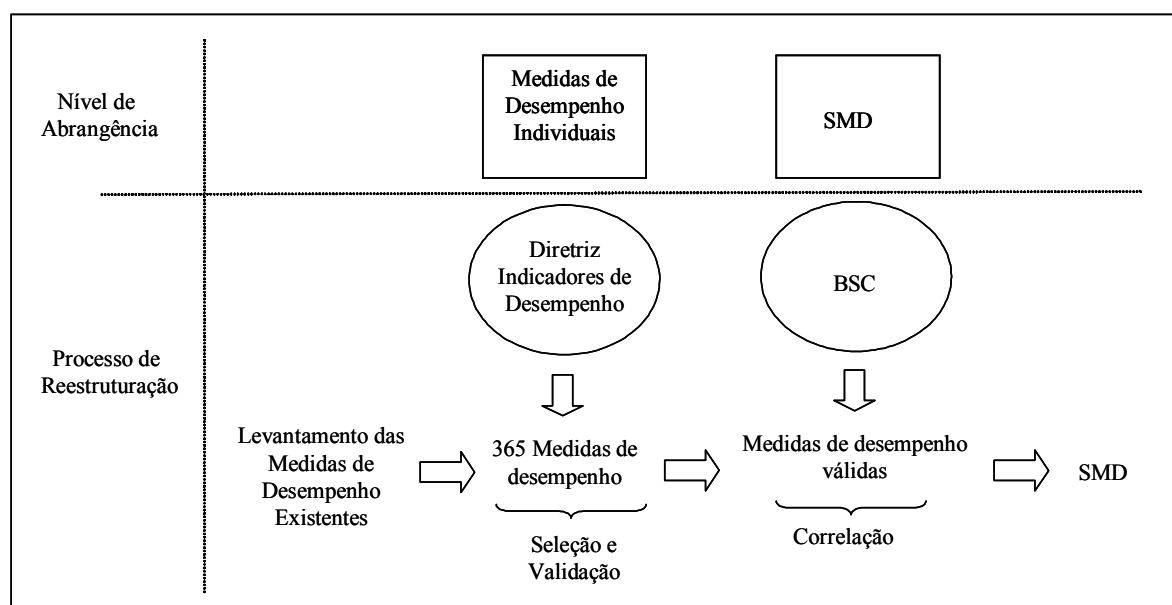 Nível de
Abrangência
Medidas de
Desempenho
Individuais
SMD
Processo de
Reestruturação
Diretriz
Indicadores de
Desempenho
BSC
Levantamento das
Medidas de
Desempenho
Existentes
365 Medidas de
desempenho
Seleção e
Validação
Medidas de desempenho
válidas
Correlação
SMD